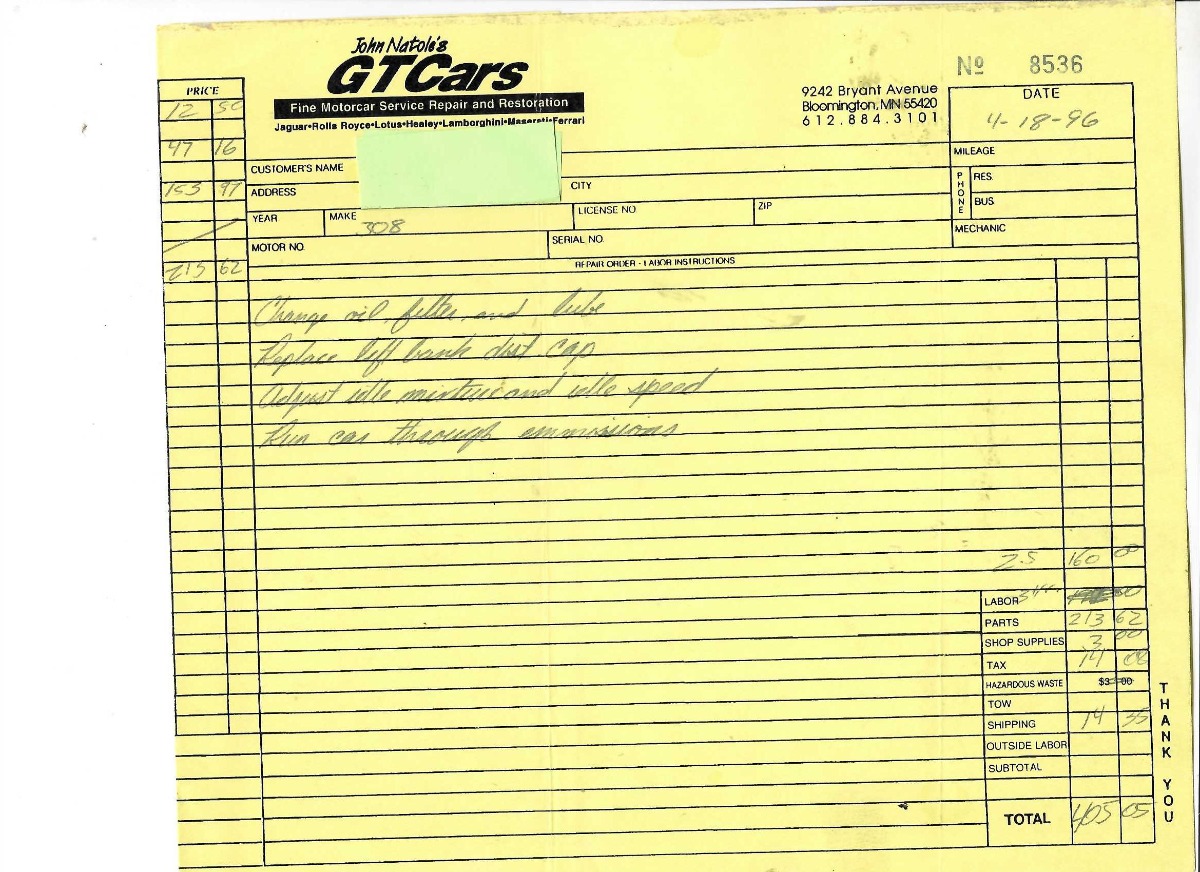 John Natole's
GTCars
Fine Motorcar Service Repair and Restoration
Jaguar•Rolls Royce•Lotus•Healey•Lamborghini•Maserati•Ferrari
9242 Bryant Avenue
Bloomington, MN 55420
612.884.3101
Nº 8536
DATE
4-18-96
PRICE
12 50
47 16
153 97
213 62
CUSTOMER'S NAME
ADDRESS
CITY
YEAR
MAKE 308
LICENSE NO.
ZIP
MOTOR NO.
SERIAL NO.
MILEAGE
PHONE
RES.
BUS.
MECHANIC
REPAIR ORDER - LABOR INSTRUCTIONS
Change oil, filter, and lube
Replace left bank dist cap
Adjust idle mixture and idle speed
Run car through emmissions
2.5 160 00
LABOR
PARTS 213 62
SHOP SUPPLIES 3 00
TAX 14 08
HAZARDOUS WASTE $3 00
TOW
SHIPPING 14 35
OUTSIDE LABOR
SUBTOTAL
TOTAL 405 05
THANK YOU